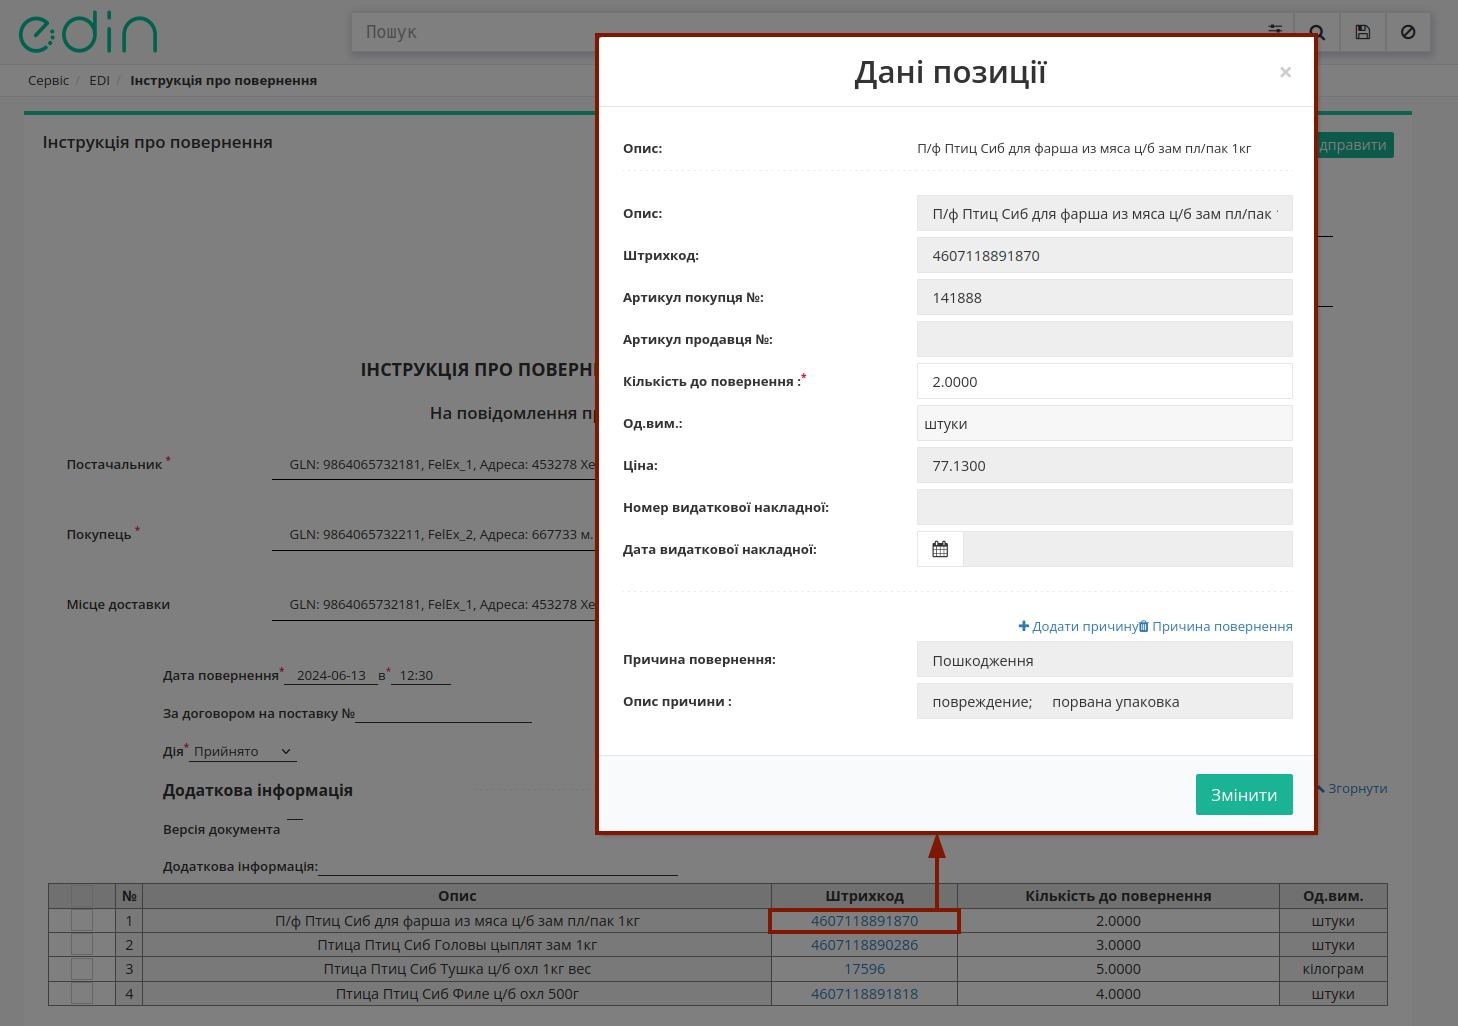 edin
Пошук
Сервіс / EDI / Інструкція про повернення
Інструкція про повернення
дправити
ІНСТРУКЦІЯ ПРО ПОВЕРН
На повідомлення п
Постачальник * GLN: 9864065732181, FelEx_1, Адреса: 453278 Хе
Покупець * GLN: 9864065732211, FelEx_2, Адреса: 667733 м.
Місце доставки GLN: 9864065732181, FelEx_1, Адреса: 453278 Хе
Дата повернення* 2024-06-13 в* 12:30
За договором на поставку №
Дія* Прийнято
Додаткова інформація
Згорнути
Версія документа
Додаткова інформація:
Дані позиції ×
Опис: П/ф Птиц Сиб для фарша из мяса ц/б зам пл/пак 1кг
Опис: П/ф Птиц Сиб для фарша из мяса ц/б зам пл/пак
Штрихкод: 4607118891870
Артикул покупця №: 141888
Артикул продавця №:
Кількість до повернення :* 2.0000
Од.вим.: штуки
Ціна: 77.1300
Номер видаткової накладної:
Дата видаткової накладної:
Додати причину Причина повернення
Причина повернення: Пошкодження
Опис причини : повреждение; порвана упаковка
Змінити
№ Опис Штрихкод Кількість до повернення Од.вим.
1 П/ф Птиц Сиб для фарша из мяса ц/б зам пл/пак 1кг 4607118891870 2.0000 штуки
2 Птица Птиц Сиб Головы цыплят зам 1кг 4607118890286 3.0000 штуки
3 Птица Птиц Сиб Тушка ц/б охл 1кг вес 17596 5.0000 кілограм
4 Птица Птиц Сиб Филе ц/б охл 500г 4607118891818 4.0000 штуки